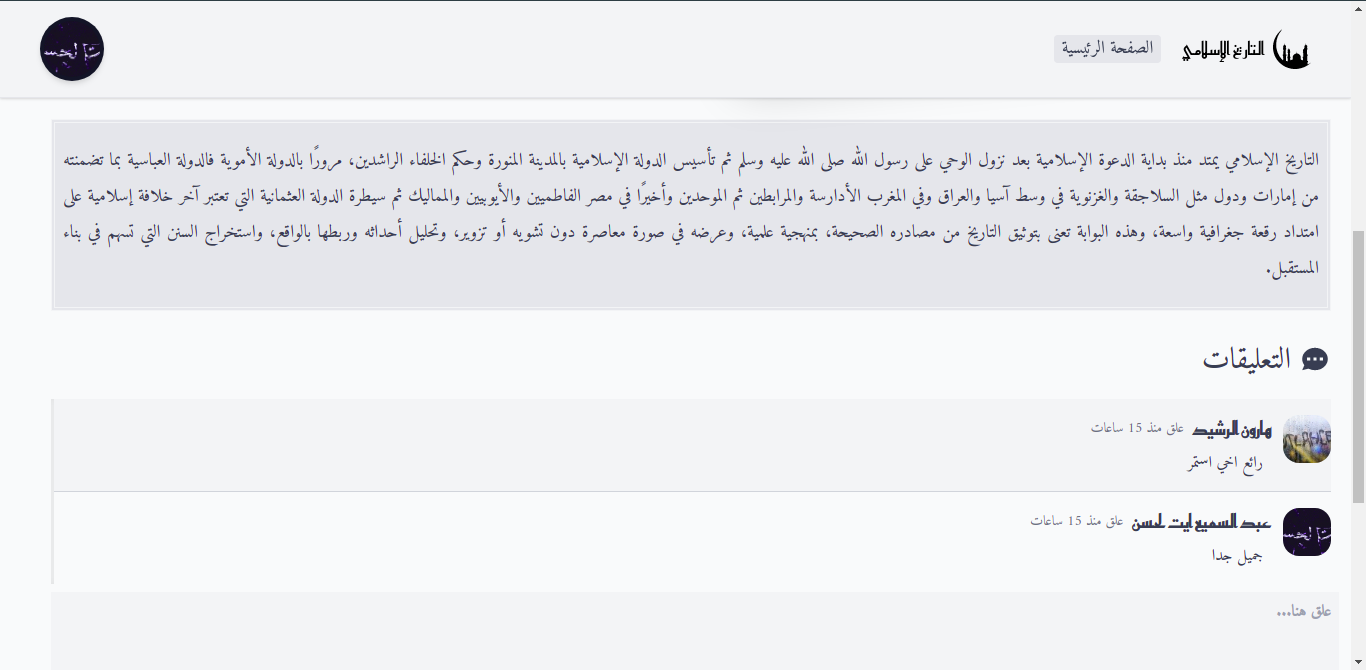 التاريخ الإسلامي
الصفحة الرئيسية
التاريخ الإسلامي يمتد منذ بداية الدعوة الإسلامية بعد نزول الوحي على رسول الله صلى الله عليه وسلم ثم تأسيس الدولة الإسلامية بالمدينة المنورة وحكم الخلفاء الراشدين، مرورًا بالدولة الأموية فالدولة العباسية بما تضمنته
من إمارات ودول مثل السلاجقة والغزنوية في وسط آسيا والعراق وفي المغرب الأدارسة والمرابطين ثم الموحدين وأخيرًا في مصر الفاطميين والأيوبيين والمماليك ثم سيطرة الدولة العثمانية التي تعتبر آخر خلافة إسلامية على
امتداد رقعة جغرافية واسعة، وهذه البوابة تعنى بتوثيق التاريخ من مصادره الصحيحة، بمنهجية علمية، وعرضه في صورة معاصرة دون تشويه أو تزوير، وتحليل أحداثه وربطها بالواقع، واستخراج السنن التي تسهم في بناء
المستقبل.
التعليقات
هارون الرشيد علق منذ 15 ساعات
رائع اخي استمر
عبد السميع ايت لحسن علق منذ 15 ساعات
جميل جدا
علق هنا...